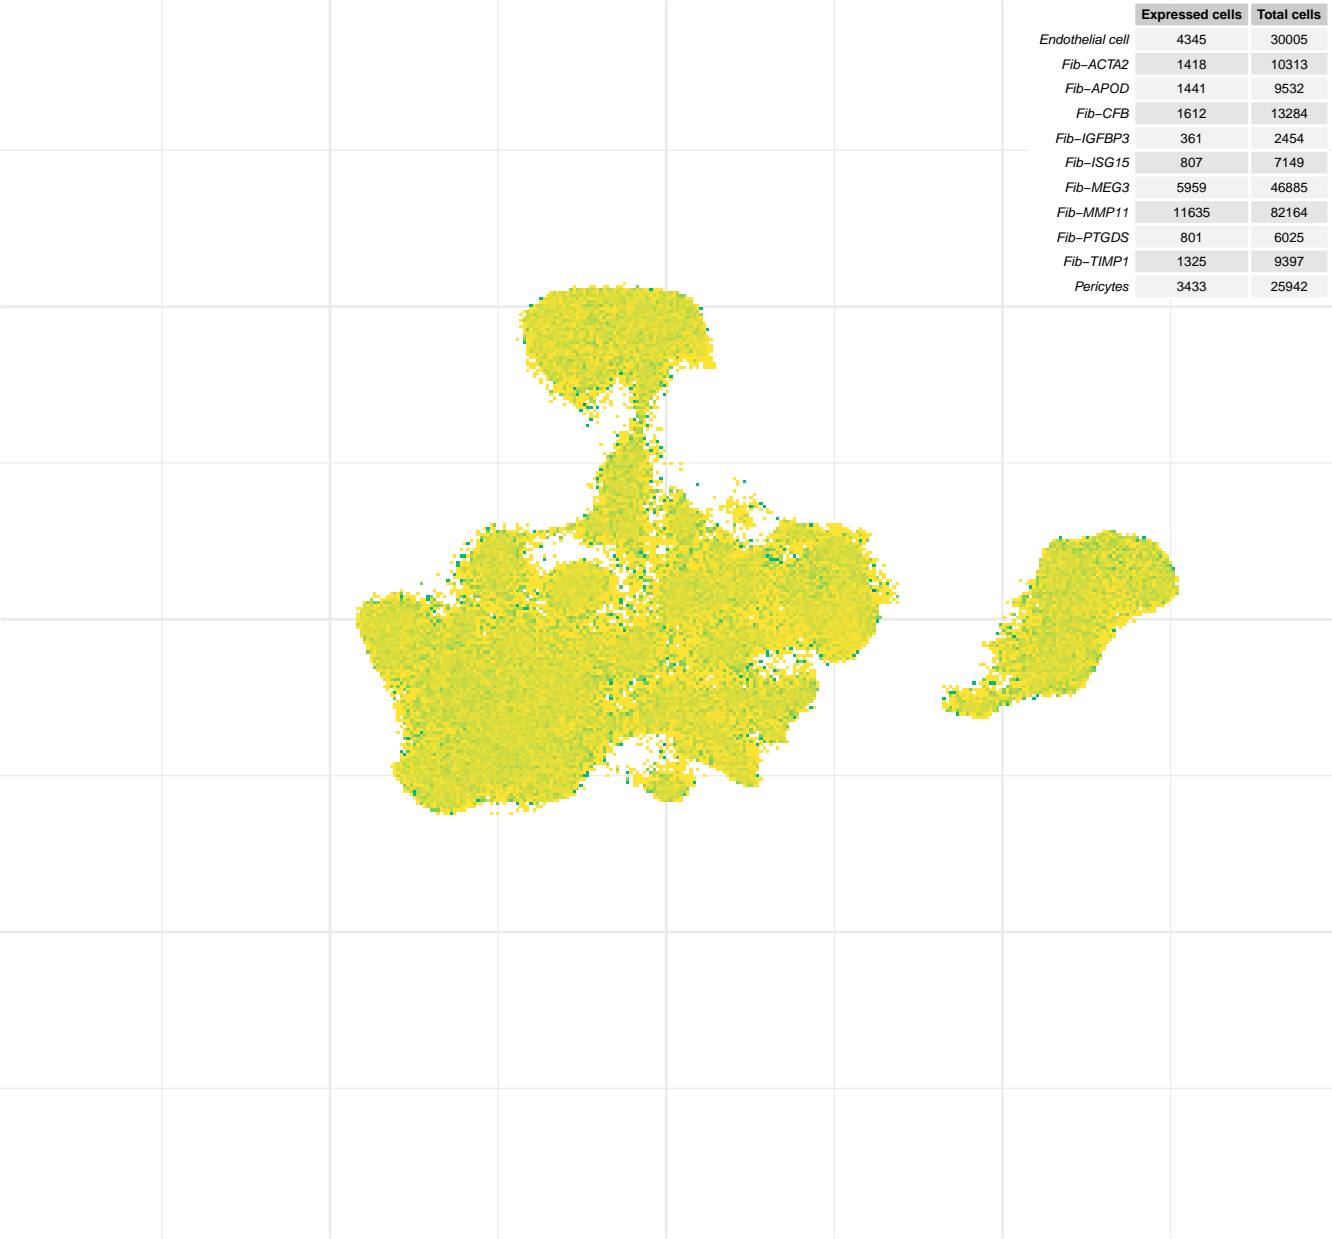 Expressed cells Total cells
Endothelial cell 4345 30005
Fib−ACTA2 1418 10313
Fib−APOD 1441 9532
Fib−CFB 1612 13284
Fib−IGFBP3 361 2454
Fib−ISG15 807 7149
Fib−MEG3 5959 46885
Fib−MMP11 11635 82164
Fib−PTGDS 801 6025
Fib−TIMP1 1325 9397
Pericytes 3433 25942